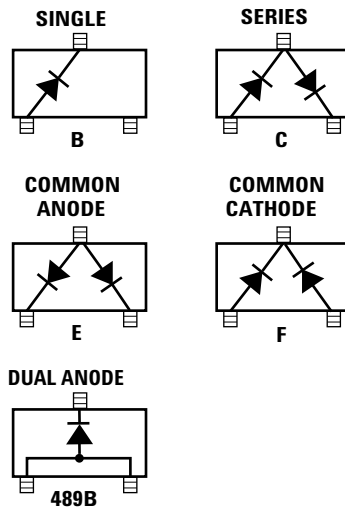 SINGLE
SERIES
B
C
COMMON
ANODE
COMMON
CATHODE
E
F
DUAL ANODE
489B